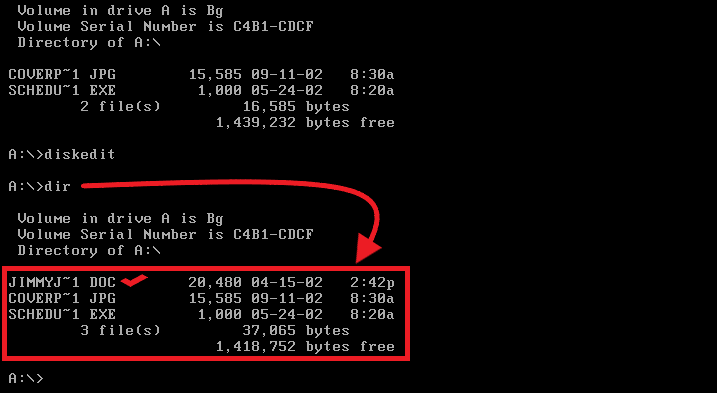 Volume in drive A is Bg
Volume Serial Number is C4B1-CDCF
Directory of A:\
COVERP~1 JPG 15,585 09-11-02 8:30a
SCHEDU~1 EXE 1,000 05-24-02 8:20a
2 file(s) 16,585 bytes
1,439,232 bytes free
A:\>diskedit
A:\>dir
Volume in drive A is Bg
Volume Serial Number is C4B1-CDCF
Directory of A:\
JIMMYJ~1 DOC 20,480 04-15-02 2:42p
COVERP~1 JPG 15,585 09-11-02 8:30a
SCHEDU~1 EXE 1,000 05-24-02 8:20a
3 file(s) 37,065 bytes
1,418,752 bytes free
A:\>